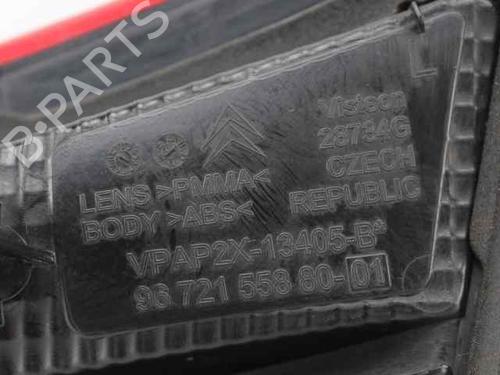 B-PARTS
L
Visteon
28734G
CZECH
REPUBLIC
LENS >PMMA<
BODY >ABS<
VPAP2X-13405-B
96 721 558 80-01